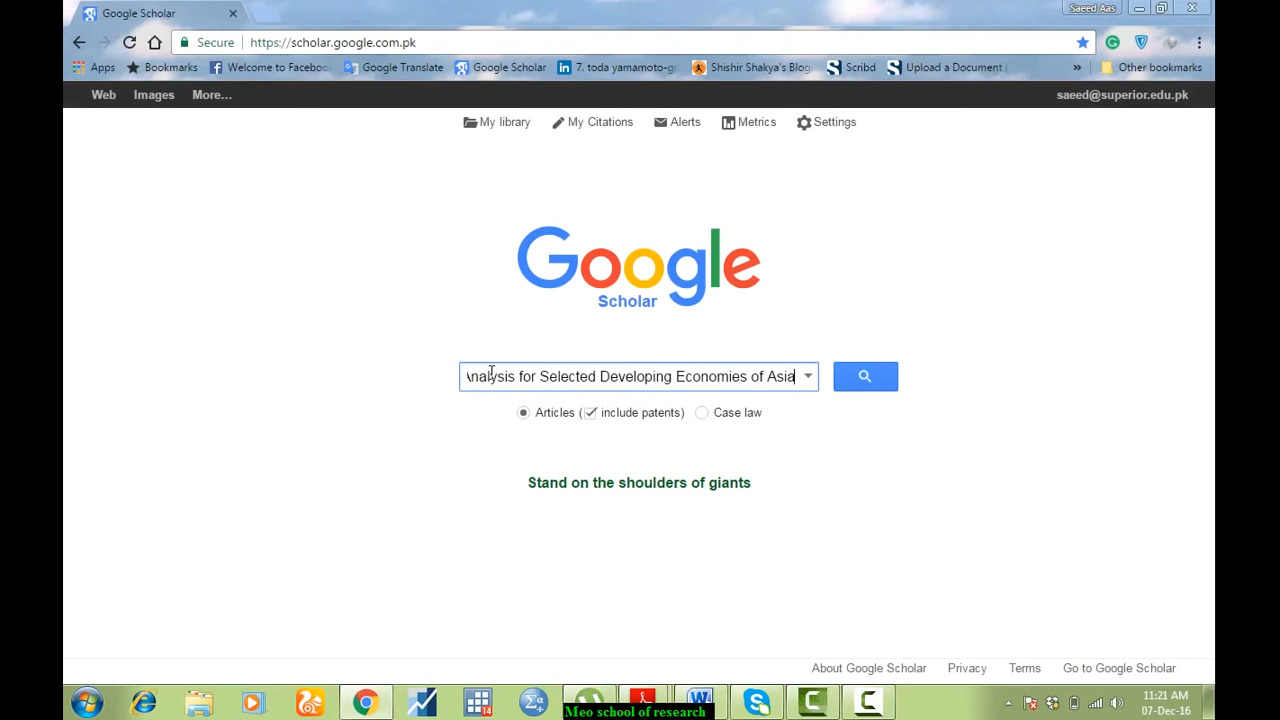 Google Scholar
Saeed Aas
Secure
https://scholar.google.com.pk
Apps
Bookmarks
Welcome to Faceboo
Google Translate
Google Scholar
7. toda yamamoto-gr
Shishir Shakya's Blog
Scribd
Upload a Document
»
Other bookmarks
Web
Images
More...
saeed@superior.edu.pk
My library
My Citations
Alerts
Metrics
Settings
Google
Scholar
Analysis for Selected Developing Economies of Asia
Articles (include patents)
Case law
Stand on the shoulders of giants
About Google Scholar
Privacy
Terms
Go to Google Scholar
14
11:21 AM
07-Dec-16
Meo school of research